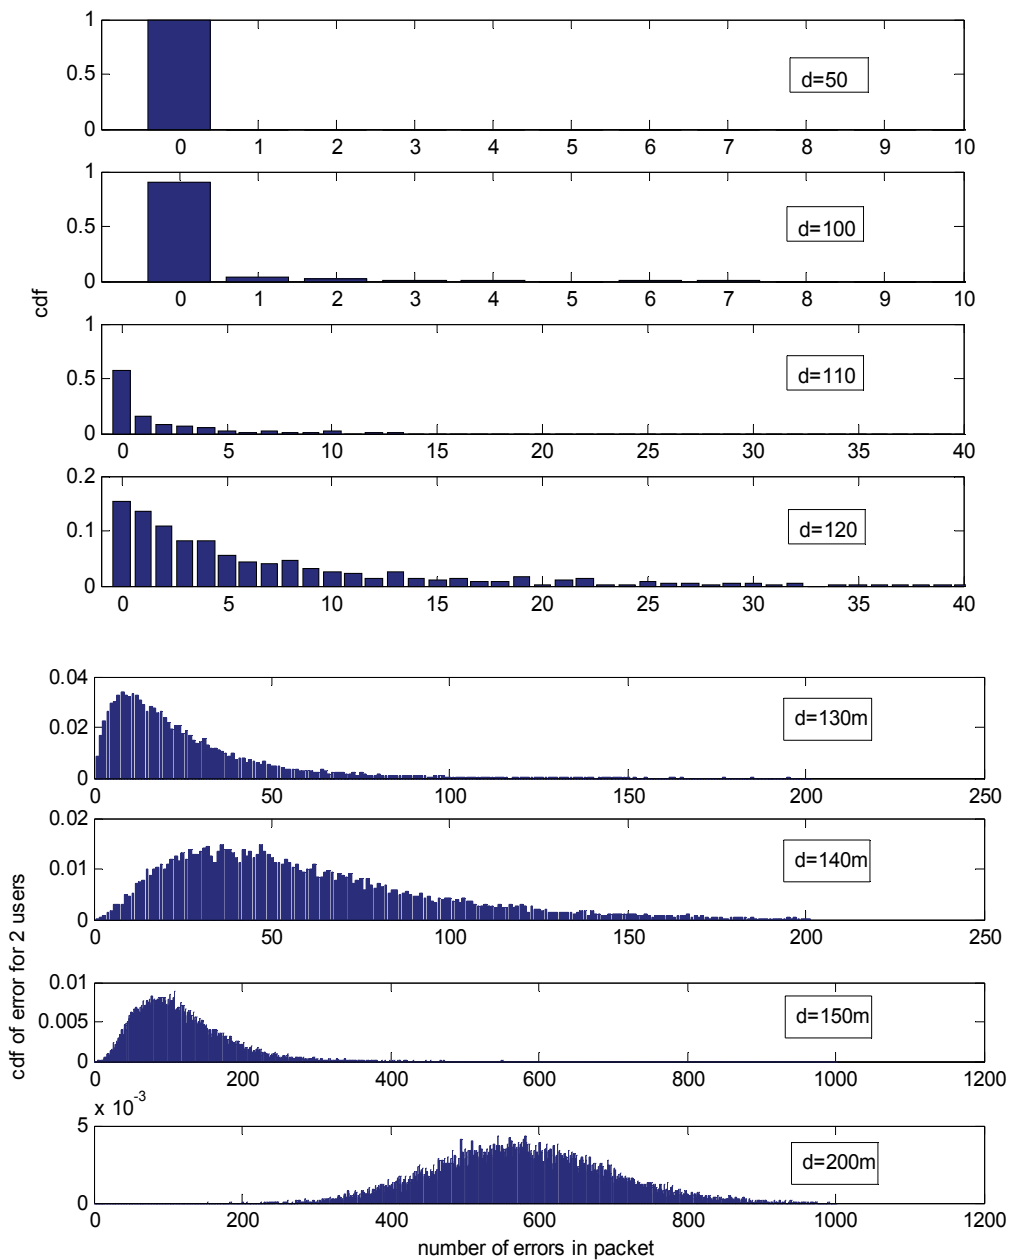 1
0.5
0
d=50
0 1 2 3 4 5 6 7 8 9 10
1
0.5
0
d=100
0 1 2 3 4 5 6 7 8 9 10
cdf
1
0.5
0
d=110
0 5 10 15 20 25 30 35 40
0.2
0.1
0
d=120
0 5 10 15 20 25 30 35 40
0.04
0.02
0
d=130m
0 50 100 150 200 250
0.02
0.01
0
d=140m
0 50 100 150 200 250
cdf of error for 2 users
0.01
0.005
0
d=150m
0 200 400 600 800 1000 1200
x 10⁻³
5
0
d=200m
0 200 400 600 800 1000 1200
number of errors in packet